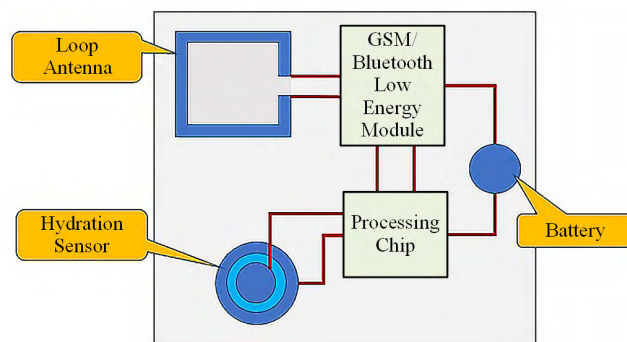 Loop
Antenna
GSM/
Bluetooth
Low
Energy
Module
Hydration
Sensor
Processing
Chip
Battery